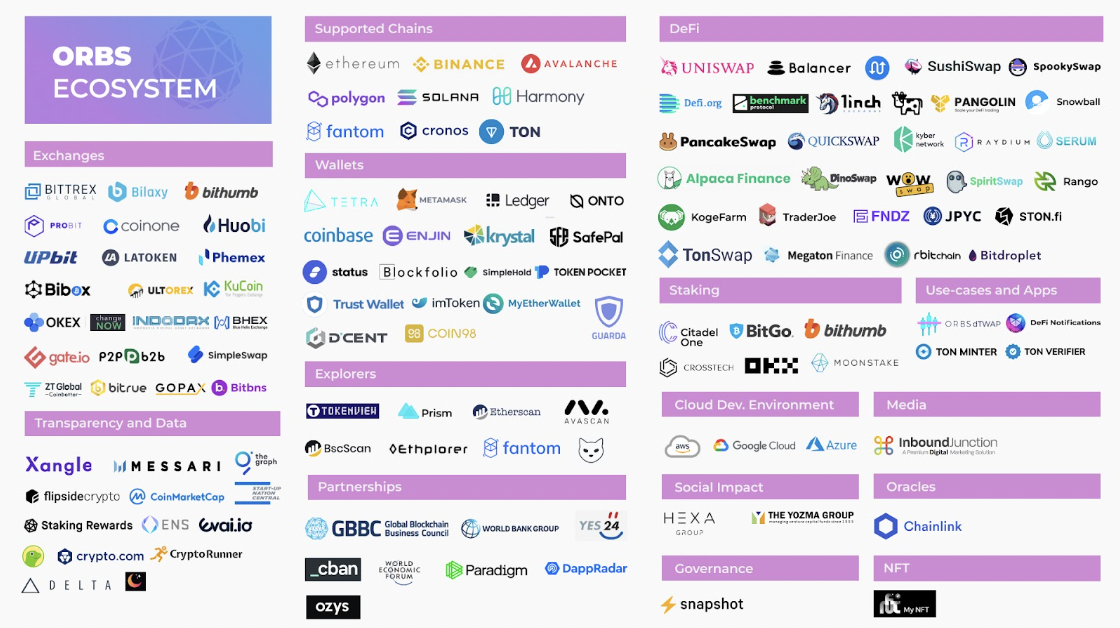 ORBS
ECOSYSTEM
Exchanges
BITTREX
GLOBAL
Bilaxy
bithumb
PROBIT
coinone
Huobi
UPbit
LATOKEN
Phemex
Bibox
ULTOREX
KuCoin
OKEX
change
NOW
INDODAX
BHEX
gate.io
P2P b2b
SimpleSwap
ZT Global
-Coinbetter-
bitrue
GOPAX
Bitbns
Transparency and Data
Xangle
MESSARI
the
graph
flipsidecrypto
CoinMarketCap
START-UP
NATION
CENTRAL
Staking Rewards
ENS
evai.io
crypto.com
CryptoRunner
DELTA
Supported Chains
ethereum
BINANCE
AVALANCHE
polygon
SOLANA
Harmony
fantom
cronos
TON
Wallets
TETRA
METAMASK
Ledger
ONTO
coinbase
ENJIN
krystal
SafePal
status
Blockfolio
SimpleHold
TOKEN POCKET
Trust Wallet
imToken
MyEtherWallet
GUARDA
D'CENT
98
COIN98
Explorers
TOKENVIEW
Prism
Etherscan
AVASCAN
BscScan
Ethplorer
fantom
Partnerships
GBBC
Global Blockchain
Business Council
WORLD BANK GROUP
YES24
_cban
WORLD
ECONOMIC
FORUM
Paradigm
DappRadar
ozys
DeFi
UNISWAP
Balancer
SushiSwap
SpookySwap
Defi.org
benchmark
protocol
1inch
PANGOLIN
Snowball
PancakeSwap
QUICKSWAP
kyber
network
RAYDIUM
SERUM
Alpaca Finance
DinoSwap
WOW
swap
SpiritSwap
Rango
KogeFarm
TraderJoe
FNDZ
JPYC
STON.fi
TonSwap
Megaton Finance
rbitchain
Bitdroplet
Staking
Citadel
One
BitGo
bithumb
CROSSTECH
OKX
MOONSTAKE
Use-cases and Apps
ORBS dTWAP
DeFi Notifications
TON MINTER
TON VERIFIER
Cloud Dev. Environment
aws
Google Cloud
Azure
Media
InboundJunction
A Premium Digital Marketing Solution
Social Impact
HEXA
GROUP
THE YOZMA GROUP
Oracles
Chainlink
Governance
snapshot
NFT
My NFT